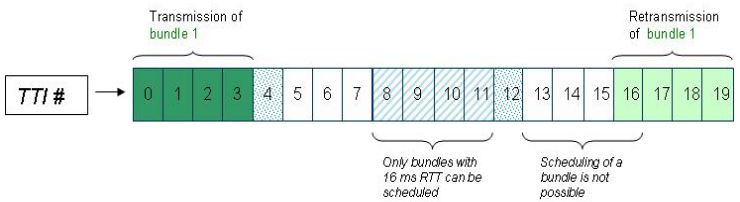 Transmission of
bundle 1
Retransmission
of bundle 1
TTI #
0 1 2 3 4 5 6 7 8 9 10 11 12 13 14 15 16 17 18 19
Only bundles with
16 ms RTT can be
scheduled
Scheduling of a
bundle is not
possible